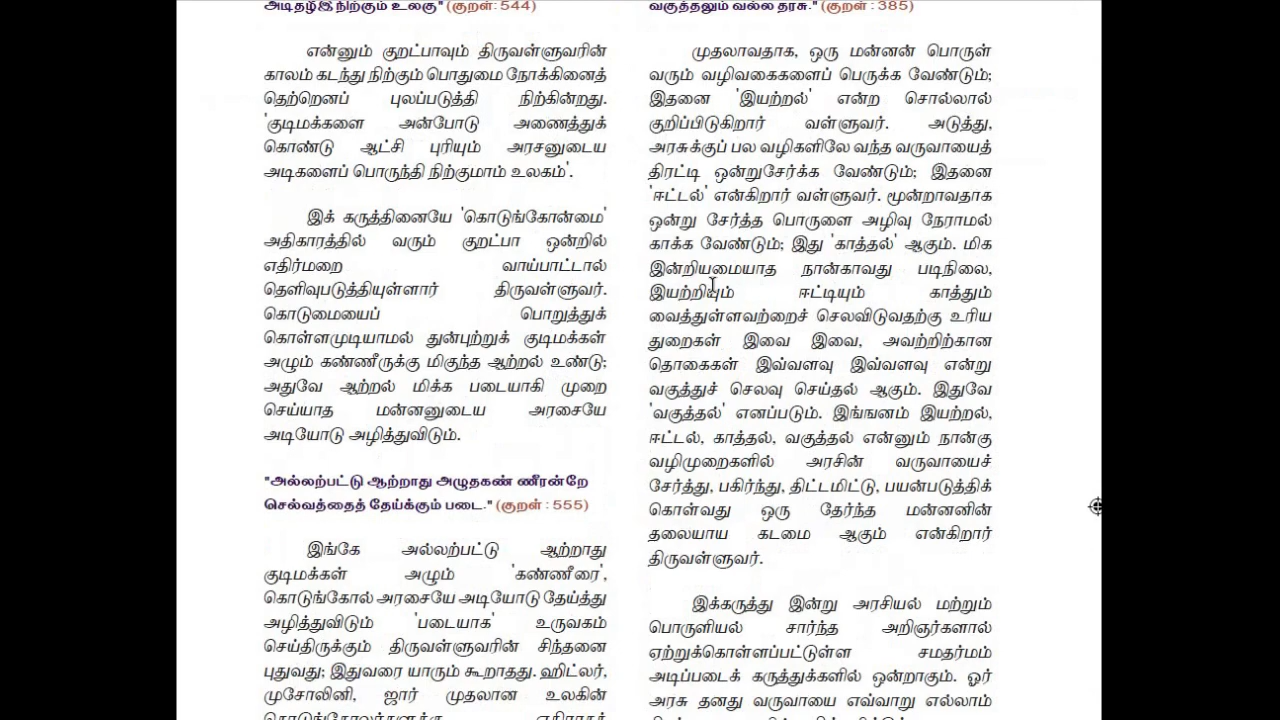 அடிதழீஇ நிற்கும் உலகு" (குறள்: 544)
என்னும் குறட்பாவும் திருவள்ளுவரின்
காலம் கடந்து நிற்கும் பொதுமை நோக்கினைத்
தெற்றெனப் புலப்படுத்தி நிற்கின்றது.
'குடிமக்களை அன்போடு அணைத்துக்
கொண்டு ஆட்சி புரியும் அரசனுடைய
அடிகளைப் பொருந்தி நிற்குமாம் உலகம்'.
இக் கருத்தினையே 'கொடுங்கோன்மை'
அதிகாரத்தில் வரும் குறட்பா ஒன்றில்
எதிர்மறை வாய்பாட்டால்
தெளிவுபடுத்தியுள்ளார் திருவள்ளுவர்.
கொடுமையைப் பொறுத்துக்
கொள்ளமுடியாமல் துன்புற்றுக் குடிமக்கள்
அழும் கண்ணீருக்கு மிகுந்த ஆற்றல் உண்டு;
அதுவே ஆற்றல் மிக்க படையாகி முறை
செய்யாத மன்னனுடைய அரசையே
அடியோடு அழித்துவிடும்.
"அல்லற்பட்டு ஆற்றாது அழுதகண் ணீரன்றே
செல்வத்தைத் தேய்க்கும் படை." (குறள் : 555)
இங்கே அல்லற்பட்டு ஆற்றாது
குடிமக்கள் அழும் 'கண்ணீரை',
கொடுங்கோல் அரசையே அடியோடு தேய்த்து
அழித்துவிடும் 'படையாக' உருவகம்
செய்திருக்கும் திருவள்ளுவரின் சிந்தனை
புதுவது; இதுவரை யாரும் கூறாதது. ஹிட்லர்,
முசோலினி, ஜார் முதலான உலகின்
கொடுங்கோலர்களுக்கு எதிராகத்
வகுத்தலும் வல்ல தரசு." (குறள் : 385)
முதலாவதாக, ஒரு மன்னன் பொருள்
வரும் வழிவகைகளைப் பெருக்க வேண்டும்;
இதனை 'இயற்றல்' என்ற சொல்லால்
குறிப்பிடுகிறார் வள்ளுவர். அடுத்து,
அரசுக்குப் பல வழிகளிலே வந்த வருவாயைத்
திரட்டி ஒன்றுசேர்க்க வேண்டும்; இதனை
'ஈட்டல்' என்கிறார் வள்ளுவர். மூன்றாவதாக
ஒன்று சேர்த்த பொருளை அழிவு நேராமல்
காக்க வேண்டும்; இது 'காத்தல்' ஆகும். மிக
இன்றியமையாத நான்காவது படிநிலை,
இயற்றியும் ஈட்டியும் காத்தும்
வைத்துள்ளவற்றைச் செலவிடுவதற்கு உரிய
துறைகள் இவை இவை, அவற்றிற்கான
தொகைகள் இவ்வளவு இவ்வளவு என்று
வகுத்துச் செலவு செய்தல் ஆகும். இதுவே
'வகுத்தல்' எனப்படும். இங்ஙனம் இயற்றல்,
ஈட்டல், காத்தல், வகுத்தல் என்னும் நான்கு
வழிமுறைகளில் அரசின் வருவாயைச்
சேர்த்து, பகிர்ந்து, திட்டமிட்டு, பயன்படுத்திக்
கொள்வது ஒரு தேர்ந்த மன்னனின்
தலையாய கடமை ஆகும் என்கிறார்
திருவள்ளுவர்.
இக்கருத்து இன்று அரசியல் மற்றும்
பொருளியல் சார்ந்த அறிஞர்களால்
ஏற்றுக்கொள்ளப்பட்டுள்ள சமதர்மம்
அடிப்படைக் கருத்துக்களில் ஒன்றாகும். ஓர்
அரசு தனது வருவாயை எவ்வாறு எல்லாம்